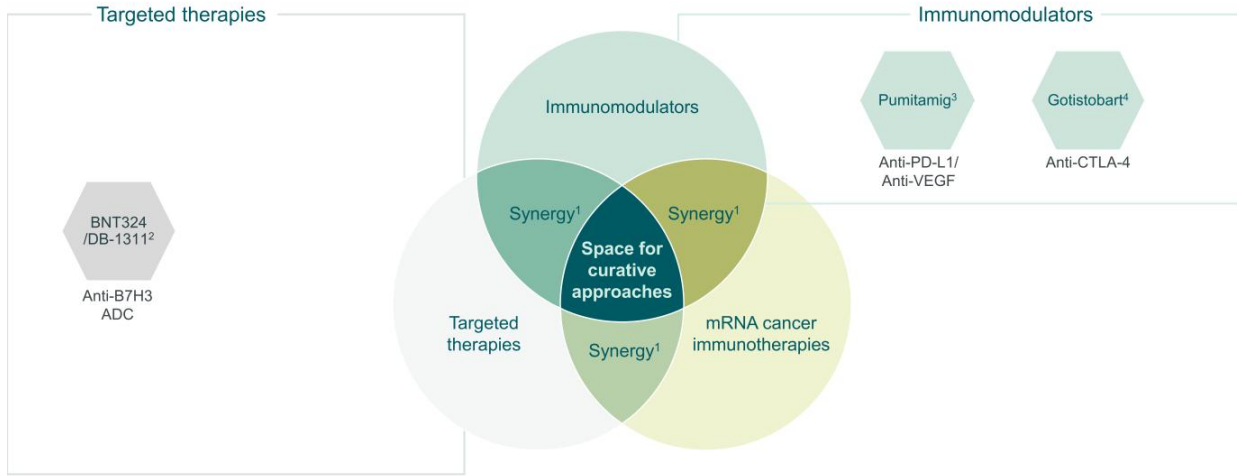 Targeted therapies
Immunomodulators
BNT324
/DB-1311²
Anti-B7H3
ADC
Immunomodulators
Synergy¹
Synergy¹
Space for
curative
approaches
Targeted
therapies
mRNA cancer
immunotherapies
Synergy¹
Pumitamig³
Anti-PD-L1/
Anti-VEGF
Gotistobart⁴
Anti-CTLA-4